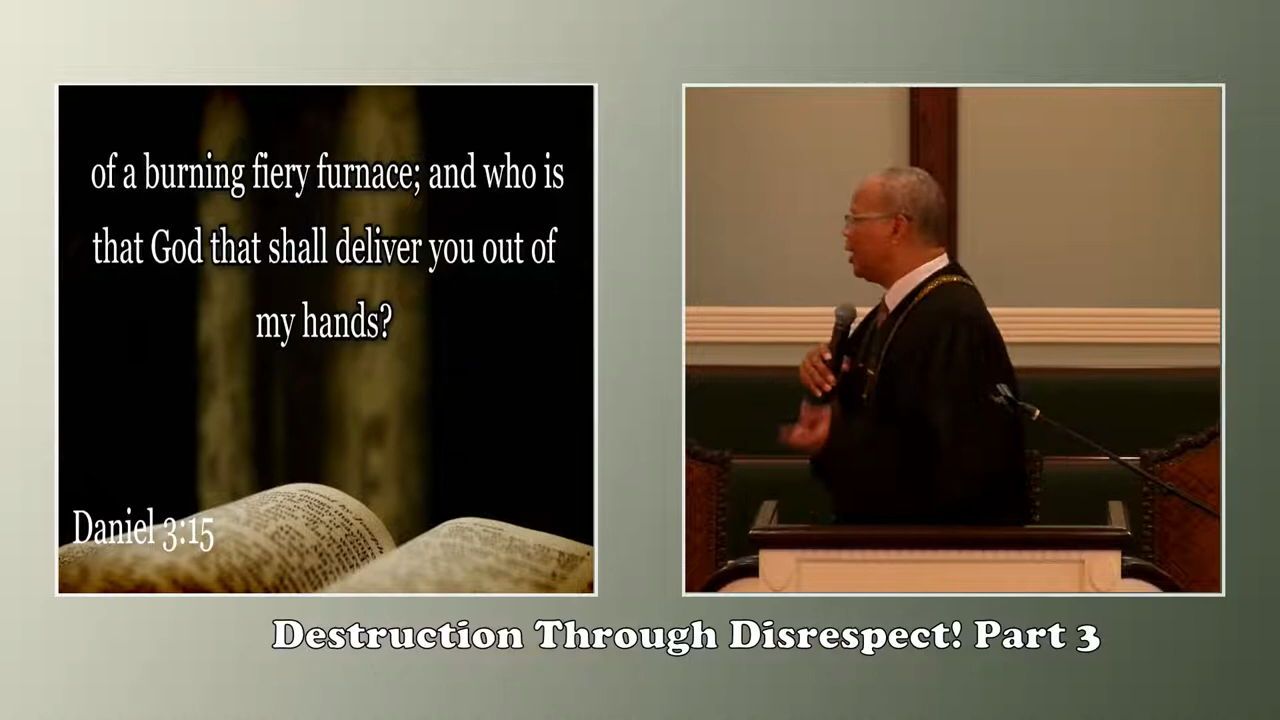 of a burning fiery furnace; and who is
that God that shall deliver you out of
my hands?
Daniel 3:15
Destruction Through Disrespect! Part 3